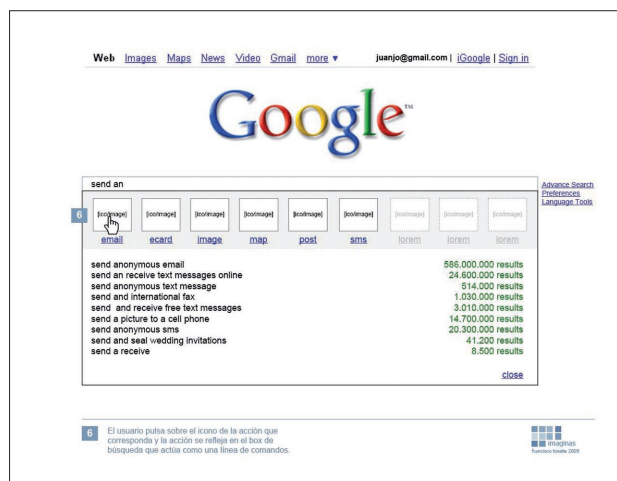 Web Images Maps News Video Gmail more ▼ juanjo@gmail.com | iGoogle | Sign in
Google™
send an
Advance Search
Preferences
Language Tools
6
[ico/image] [ico/image] [ico/image] [ico/image] [ico/image] [ico/image] [ico/image] [ico/image] [ico/image]
email ecard image map post sms lorem lorem lorem
send anonymous email 586.000.000 results
send an receive text messages online 24.600.000 results
send anonymous text message 514.000 results
send and international fax 1.030.000 results
send and receive free text messages 3.010.000 results
send a picture to a cell phone 14.700.000 results
send anonymous sms 20.300.000 results
send and seal wedding invitations 41.200 results
send a receive 8.500 results
close
6 El usuario pulsa sobre el icono de la acción que
corresponda y la acción se refleja en el box de
búsqueda que actúa como una línea de comandos.
imaginas
2009